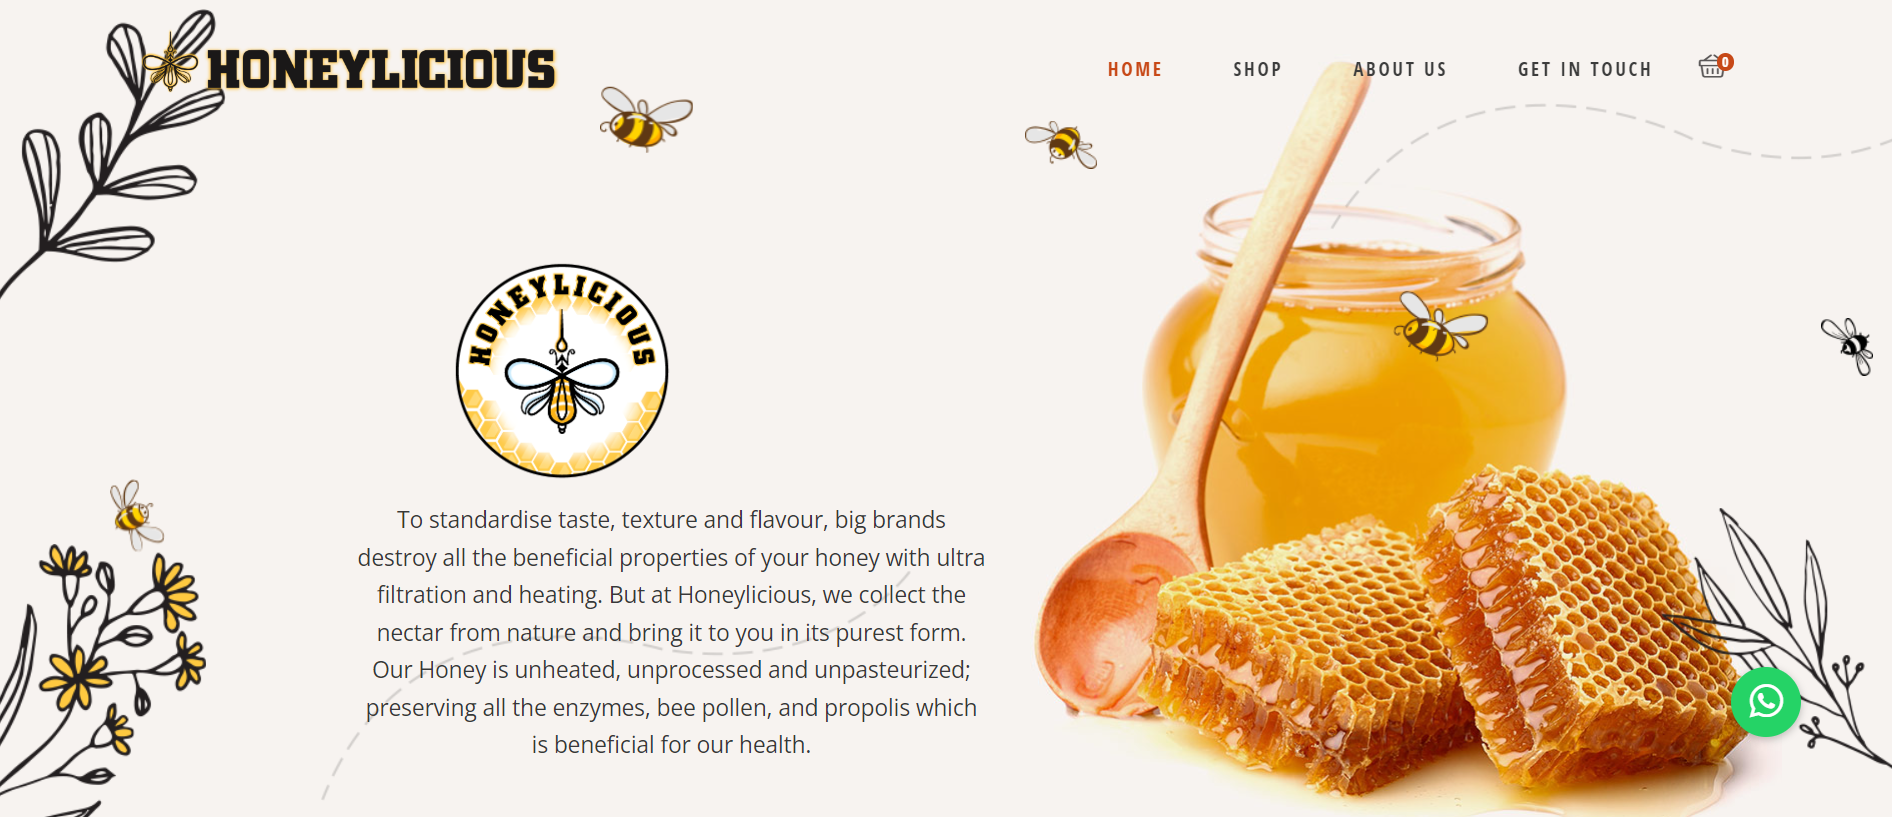 HONEYLICIOUS
HOME
SHOP
ABOUT US
GET IN TOUCH
0
HONEYLICIOUS
To standardise taste, texture and flavour, big brands
destroy all the beneficial properties of your honey with ultra
filtration and heating. But at Honeylicious, we collect the
nectar from nature and bring it to you in its purest form.
Our Honey is unheated, unprocessed and unpasteurized;
preserving all the enzymes, bee pollen, and propolis which
is beneficial for our health.